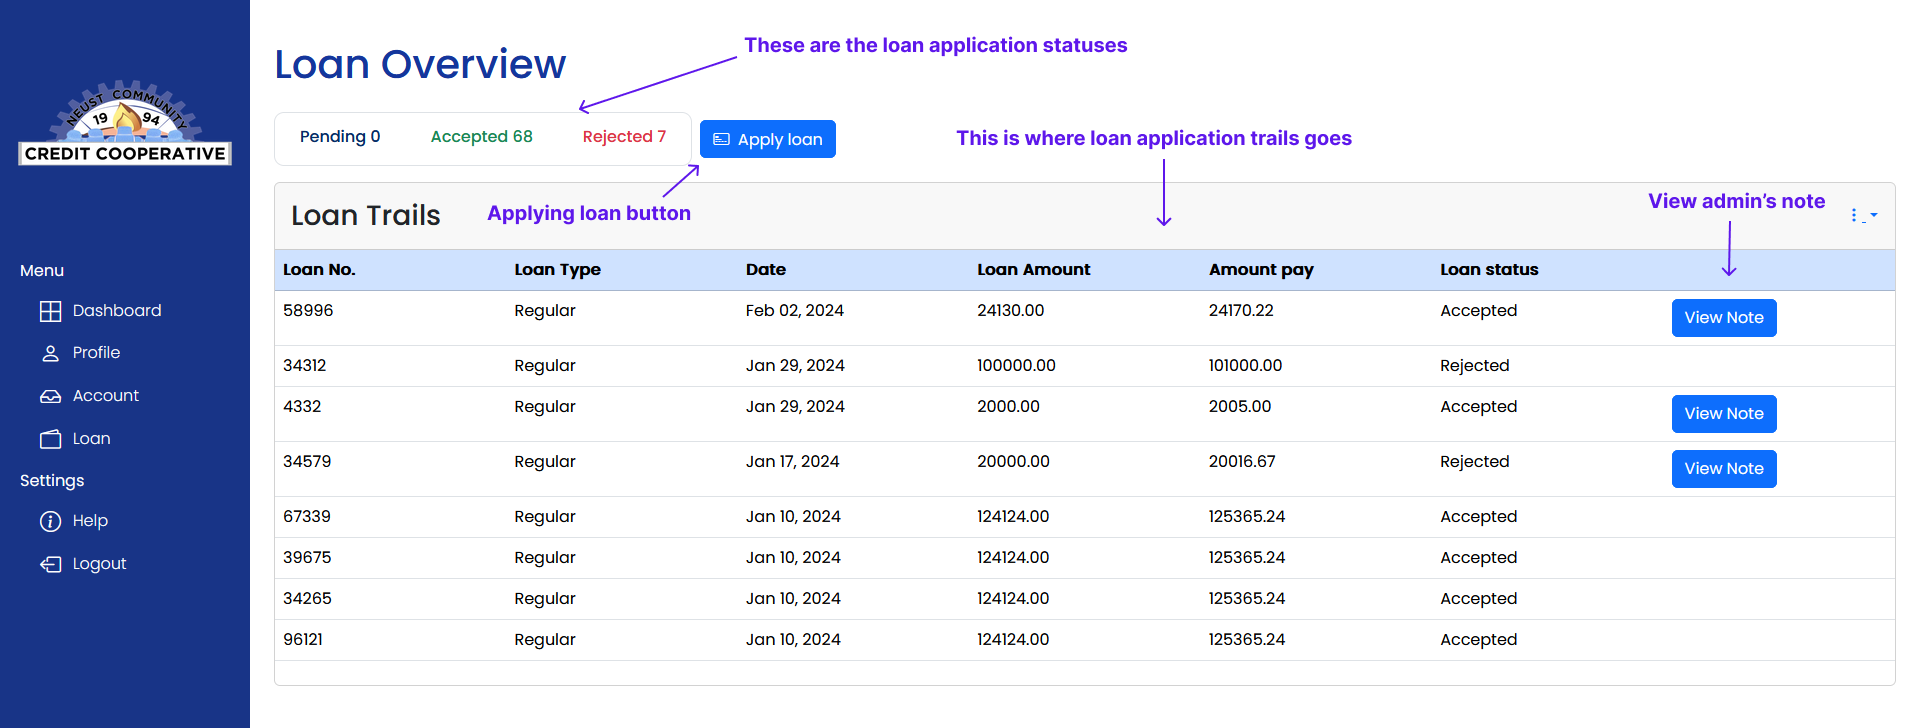 NEUST COMMUNITY
19 94
CREDIT COOPERATIVE
Menu
Dashboard
Profile
Account
Loan
Settings
Help
Logout
Loan Overview
These are the loan application statuses
Pending 0 Accepted 68 Rejected 7
Apply loan
This is where loan application trails goes
Applying loan button
View admin’s note
Loan Trails
Loan No. Loan Type Date Loan Amount Amount pay Loan status
58996 Regular Feb 02, 2024 24130.00 24170.22 Accepted View Note
34312 Regular Jan 29, 2024 100000.00 101000.00 Rejected
4332 Regular Jan 29, 2024 2000.00 2005.00 Accepted View Note
34579 Regular Jan 17, 2024 20000.00 20016.67 Rejected View Note
67339 Regular Jan 10, 2024 124124.00 125365.24 Accepted
39675 Regular Jan 10, 2024 124124.00 125365.24 Accepted
34265 Regular Jan 10, 2024 124124.00 125365.24 Accepted
96121 Regular Jan 10, 2024 124124.00 125365.24 Accepted